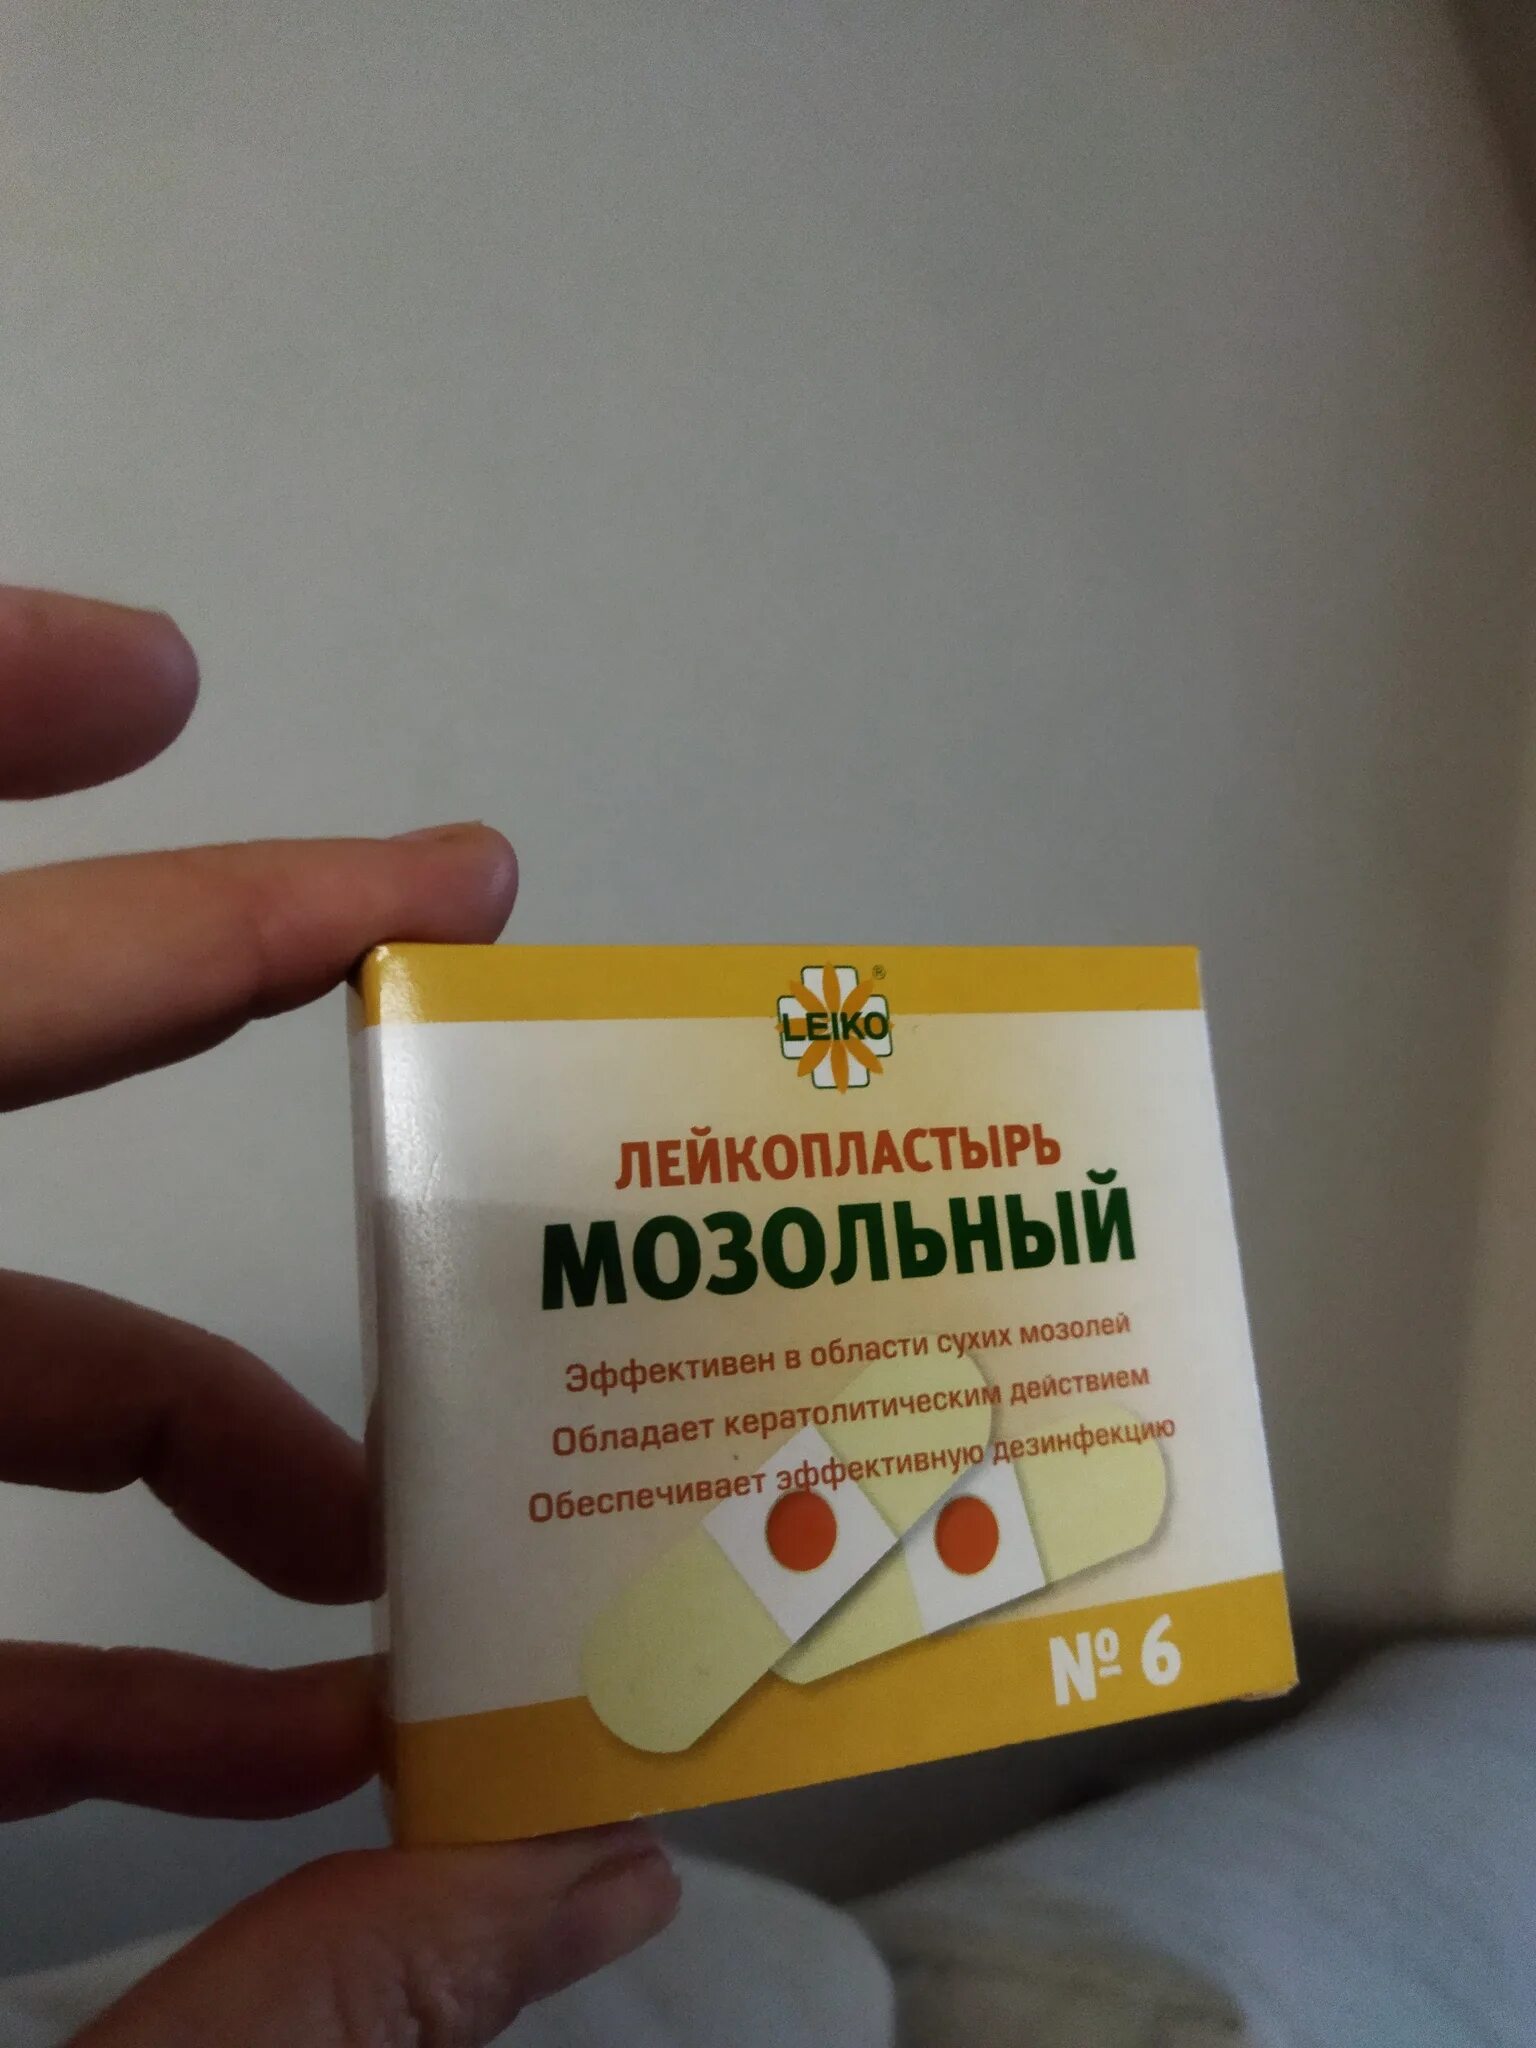 LEIKO ®
ЛЕЙКОПЛАСТЫРЬ
МОЗОЛЬНЫЙ
Эффективен в области сухих мозолей
Обладает кератолитическим действием
Обеспечивает эффективную дезинфекцию
№ 6